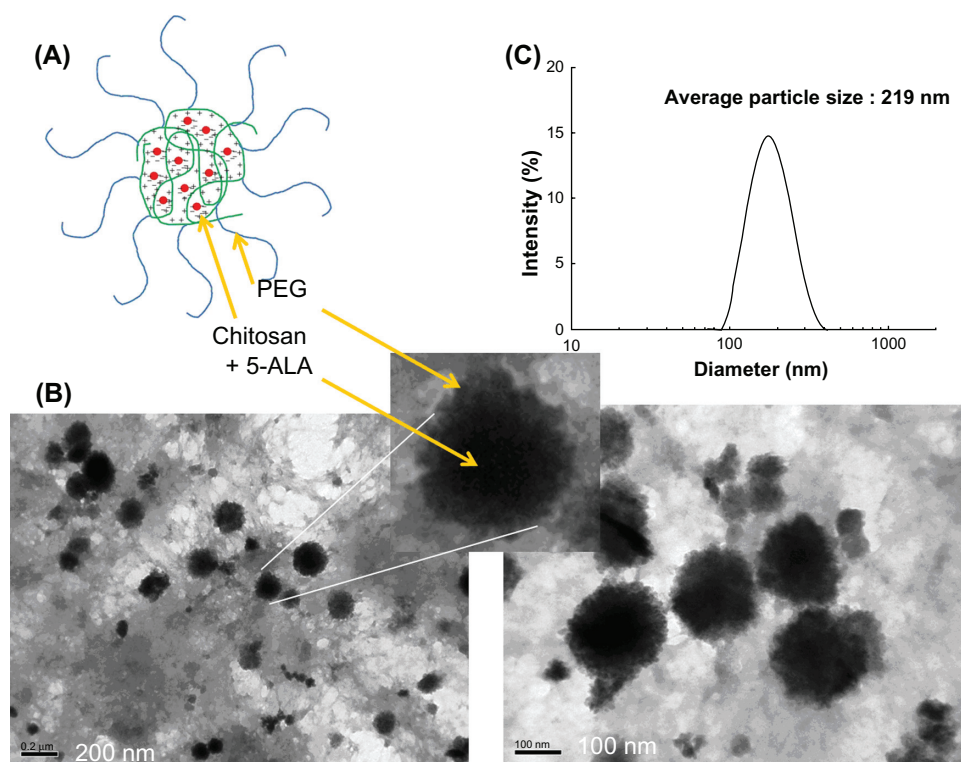 (A)
PEG
Chitosan
+ 5-ALA
(C)
20
15
10
5
0
Intensity (%)
Average particle size : 219 nm
10
100
1000
Diameter (nm)
(B)
0.2 µm
200 nm
100 nm
100 nm